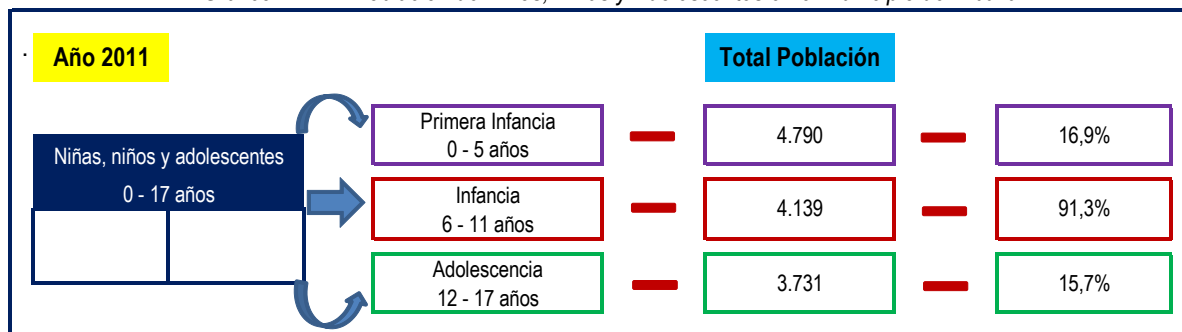 Año 2011
Total Población
Niñas, niños y adolescentes
0 - 17 años
Primera Infancia
0 - 5 años
4.790
16,9%
Infancia
6 - 11 años
4.139
91,3%
Adolescencia
12 - 17 años
3.731
15,7%